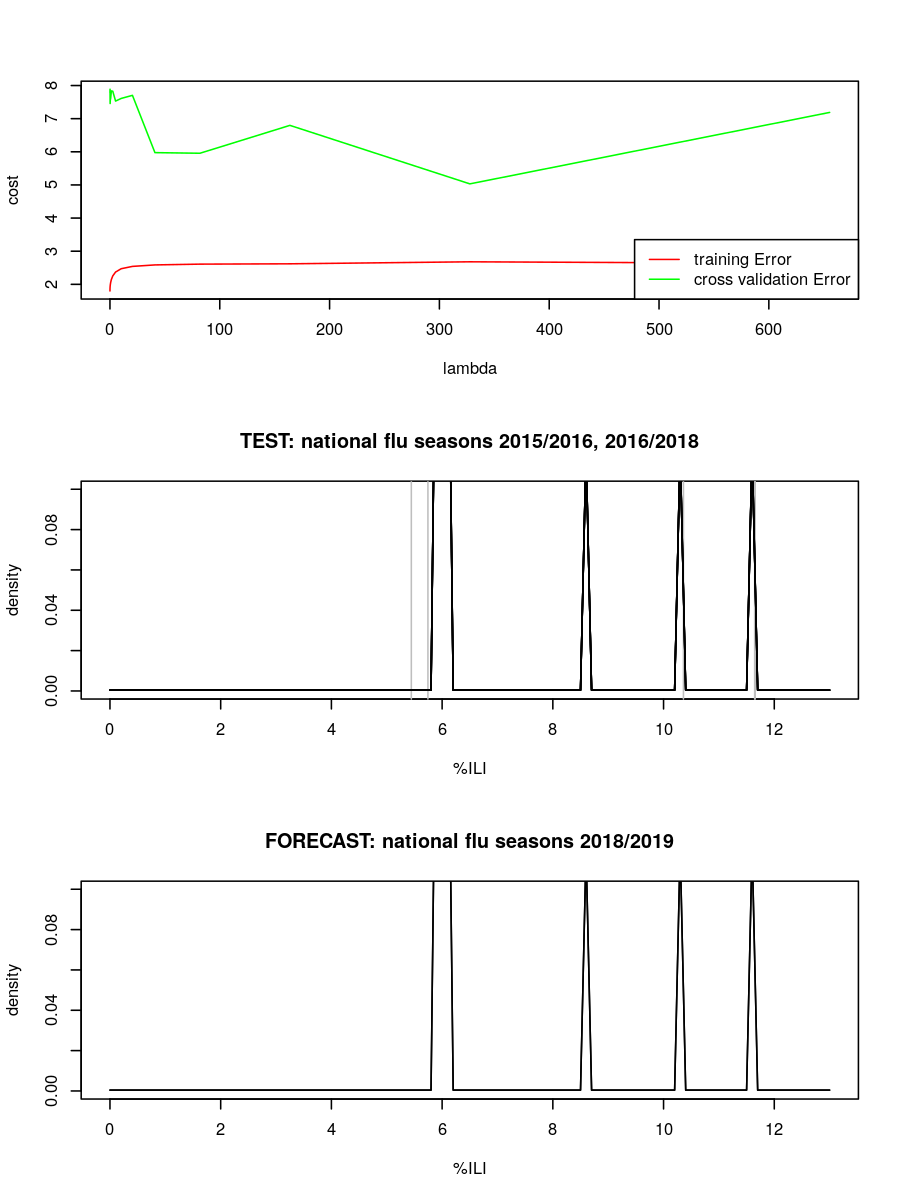 8
7
6
5
4
3
2
cost
training Error
cross validation Error
0 100 200 300 400 500 600
lambda
TEST: national flu seasons 2015/2016, 2016/2018
0.08
0.04
0.00
density
0 2 4 6 8 10 12
%ILI
FORECAST: national flu seasons 2018/2019
0.08
0.04
0.00
density
0 2 4 6 8 10 12
%ILI